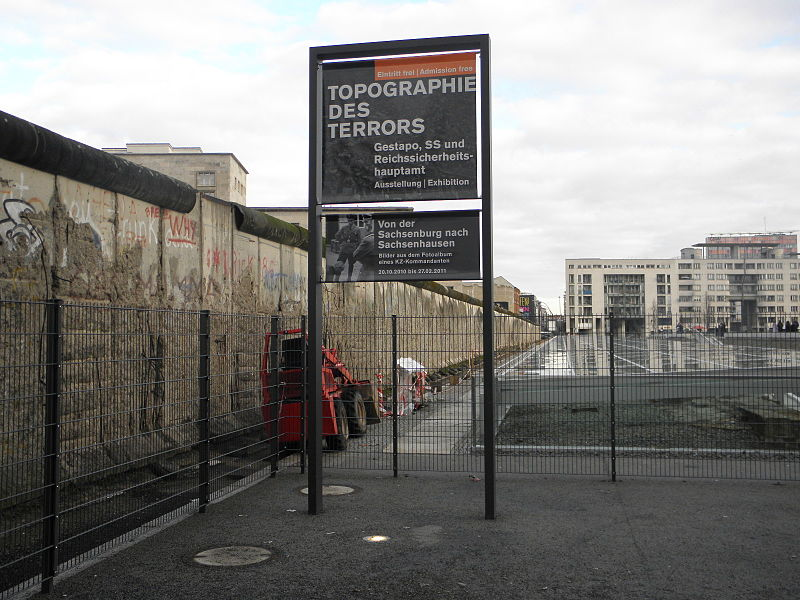 Eintritt frei | Admission free
TOPOGRAPHIE
DES
TERRORS
Gestapo, SS und
Reichssicherheits-
hauptamt
Ausstellung | Exhibition
Von der
Sachsenburg nach
Sachsenhausen
Bilder aus dem Fotoalbum
eines KZ-Kommandanten
20.10.2010 bis 27.02.2011
WHY